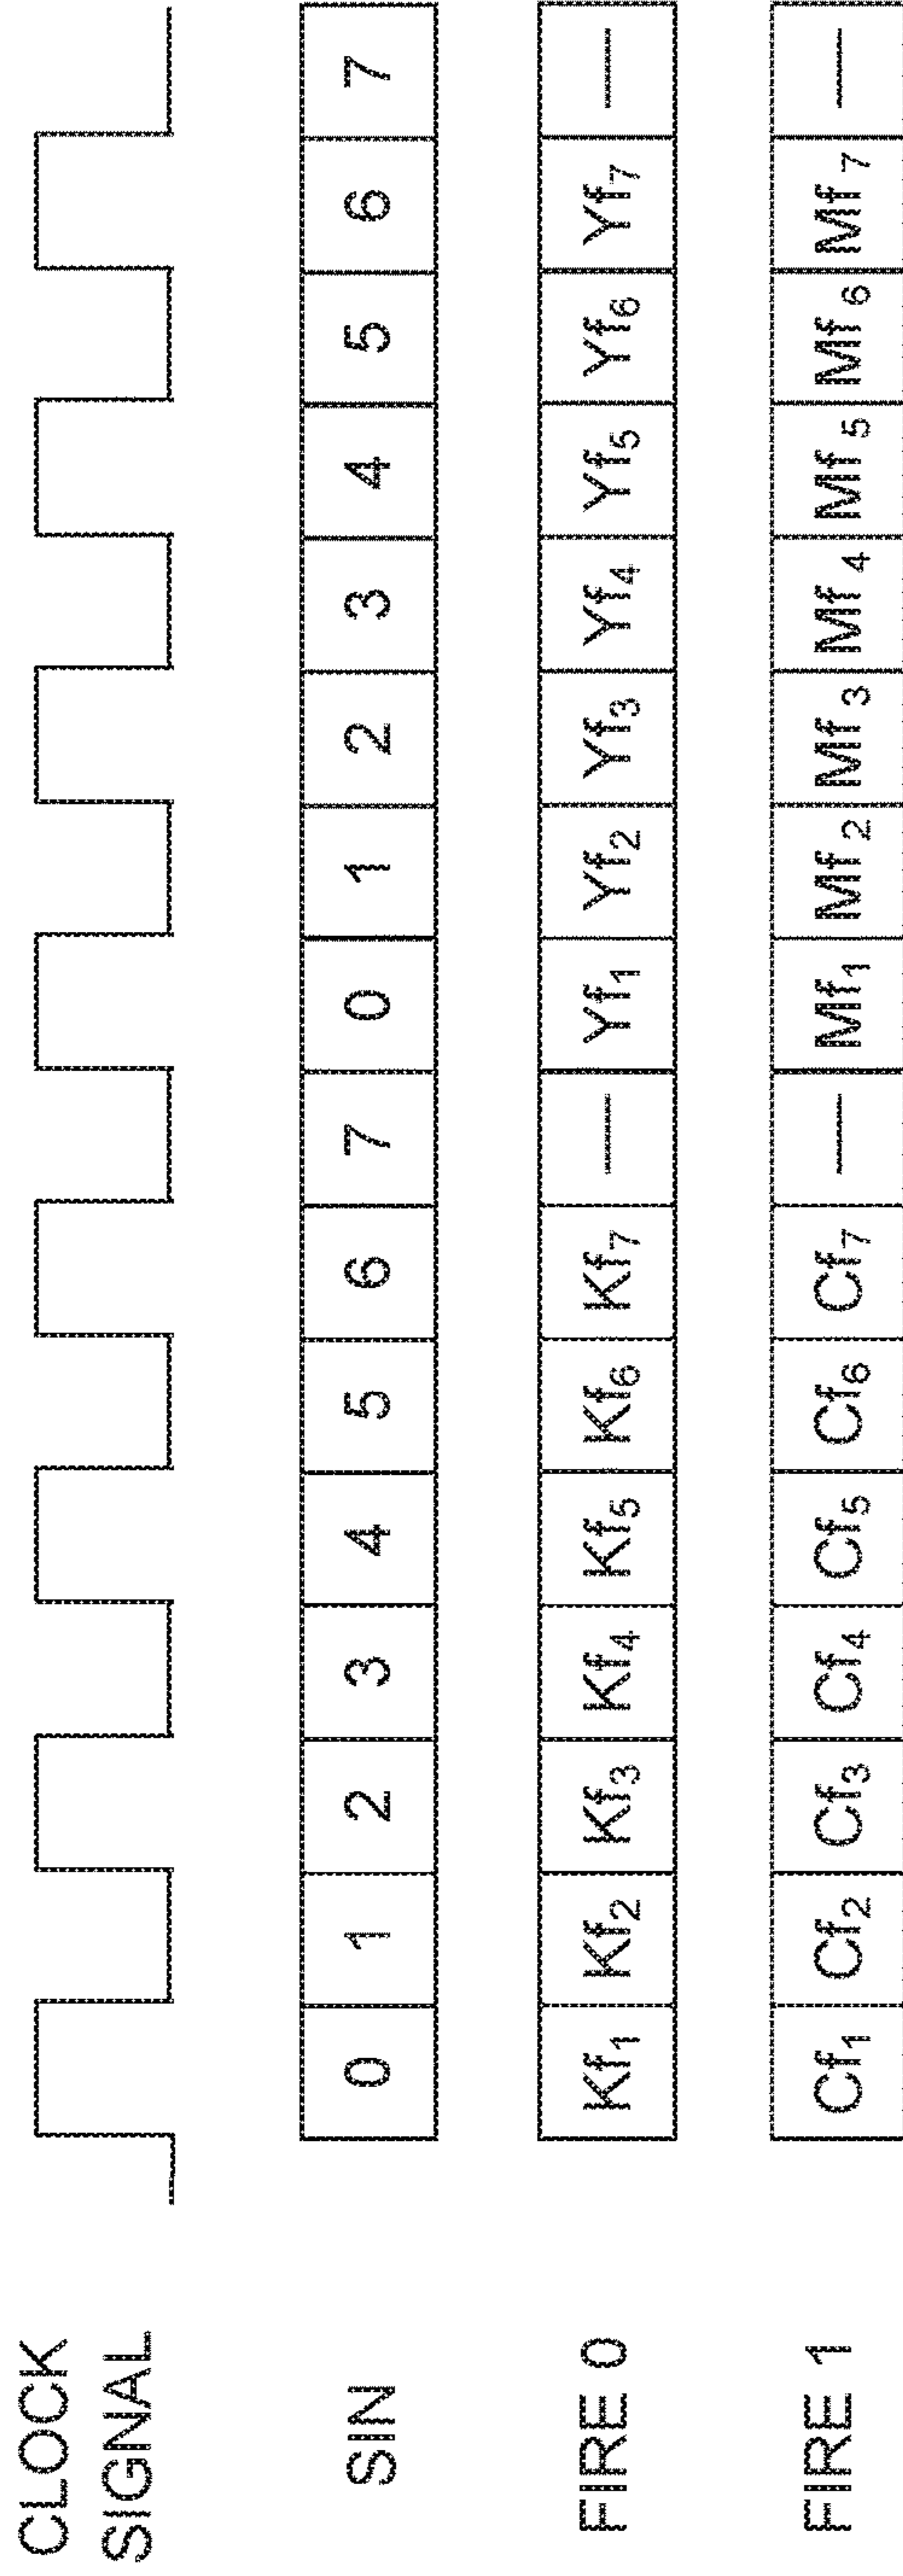 CLOCK
SIGNAL
SIN 0 1 2 3 4 5 6 7 0 1 2 3 4 5 6 7
FIRE 0 Kf₁ Kf₂ Kf₃ Kf₄ Kf₅ Kf₆ Kf₇ — Yf₁ Yf₂ Yf₃ Yf₄ Yf₅ Yf₆ Yf₇ —
FIRE 1 Cf₁ Cf₂ Cf₃ Cf₄ Cf₅ Cf₆ Cf₇ — Mf₁ Mf₂ Mf₃ Mf₄ Mf₅ Mf₆ Mf₇ —